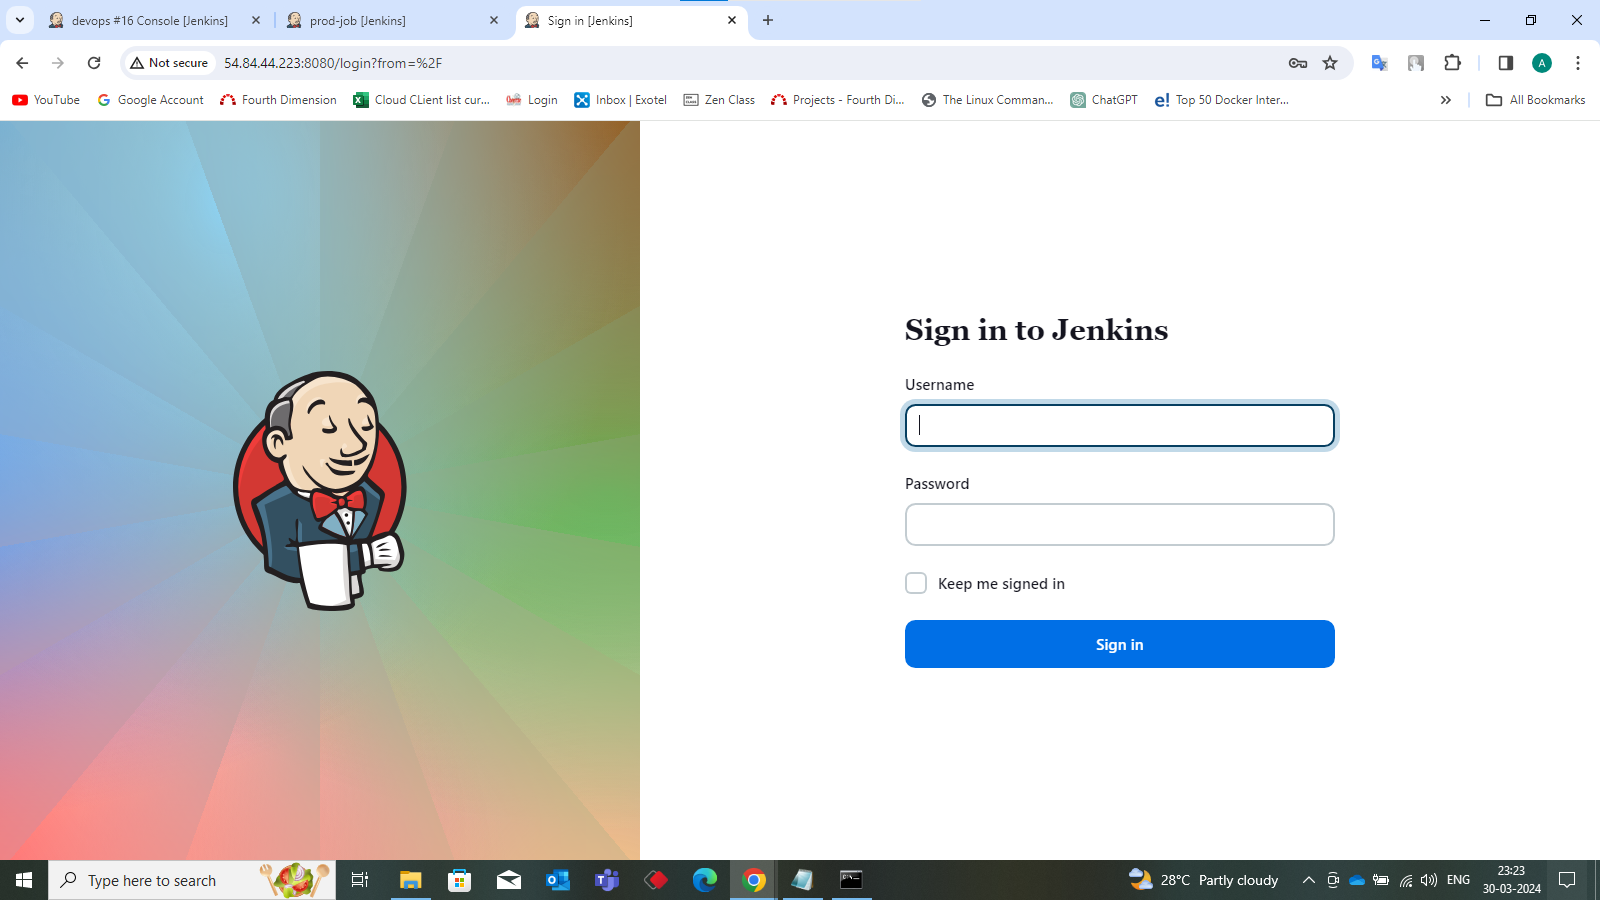 devops #16 Console [Jenkins]
prod-job [Jenkins]
Sign in [Jenkins]
Not secure
54.84.44.223:8080/login?from=%2F
A
YouTube
Google Account
Fourth Dimension
Cloud CLient list cur...
Login
Inbox | Exotel
Zen Class
Projects - Fourth Di...
The Linux Comman...
ChatGPT
e! Top 50 Docker Inter...
All Bookmarks
Sign in to Jenkins
Username
Password
Keep me signed in
Sign in
Type here to search
28°C Partly cloudy
ENG
23:23
30-03-2024